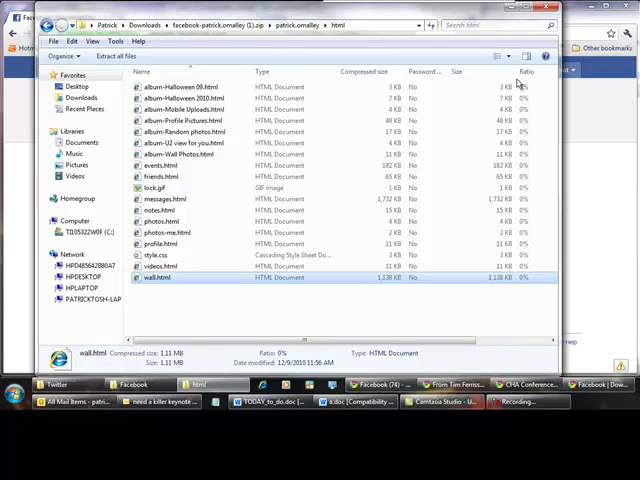 Patrick ▸ Downloads ▸ facebook-patrick.omalley (1).zip ▸ patrick.omalley ▸ html
Search html
File Edit View Tools Help
Organize Extract all files
Other bookmarks
Name Type Compressed size Password ... Size Ratio
Favorites
Desktop
Downloads
Recent Places
Libraries
Documents
Music
Pictures
Videos
Homegroup
Computer
TI105322W0F (C:)
Network
HPD485642B80A7
HPDESKTOP
HPLAPTOP
PATRICKTOSH-LAP
album-Halloween 09.html HTML Document 3 KB No 3 KB 0%
album-Halloween 2010.html HTML Document 7 KB No 7 KB 0%
album-Mobile Uploads.html HTML Document 4 KB No 4 KB 0%
album-Profile Pictures.html HTML Document 48 KB No 48 KB 0%
album-Random photos.html HTML Document 17 KB No 17 KB 0%
album-U2 view for you.html HTML Document 4 KB No 4 KB 0%
album-Wall Photos.html HTML Document 11 KB No 11 KB 0%
events.html HTML Document 182 KB No 182 KB 0%
friends.html HTML Document 65 KB No 65 KB 0%
lock.gif GIF image 1 KB No 1 KB 0%
messages.html HTML Document 1,732 KB No 1,732 KB 0%
notes.html HTML Document 15 KB No 15 KB 0%
photos.html HTML Document 4 KB No 4 KB 0%
photos-me.html HTML Document 2 KB No 2 KB 0%
profile.html HTML Document 11 KB No 11 KB 0%
style.css Cascading Style Sheet Do... 3 KB No 3 KB 0%
videos.html HTML Document 2 KB No 2 KB 0%
wall.html HTML Document 1,138 KB No 1,138 KB 0%
wall.html Compressed size: 1.11 MB Ratio: 0% Type: HTML Document
Size: 1.11 MB Date modified: 12/9/2010 11:56 AM
Twitter Facebook html Facebook (74) -... From Tim Ferriss... CHA Conference... Facebook | Dow...
All Mail Items - patri... need a killer keynote ... TODAY_to_do.doc [... a.doc [Compatibility ... Camtasia Studio - U... Recording...